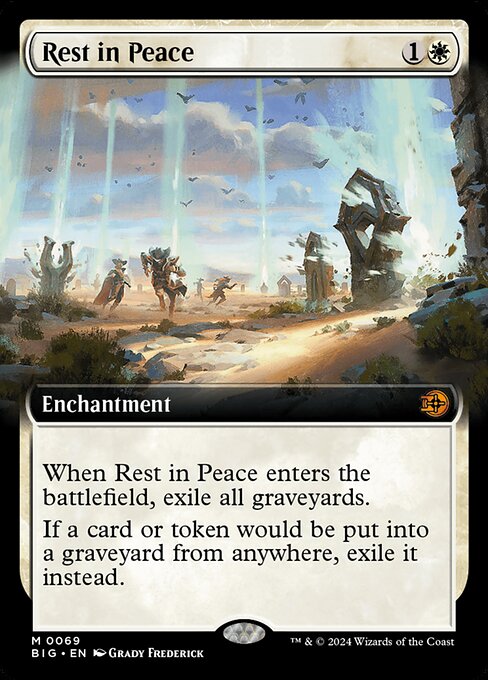 Rest in Peace 1
Enchantment
When Rest in Peace enters the
battlefield, exile all graveyards.
If a card or token would be put into
a graveyard from anywhere, exile it
instead.
M 0069
BIG • EN Grady Frederick
™ & © 2024 Wizards of the Coast